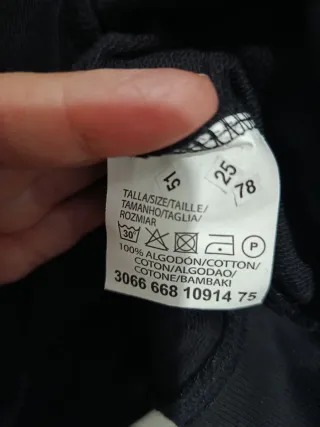 51
25
78
TALLA/SIZE/TAILLE/
TAMANHO/TAGLIA/
ROZMIAR
30 P
100% ALGODÓN/COTTON/
COTON/ALGODAO/
COTONE/BAMBAKI
3066 668 10914 75